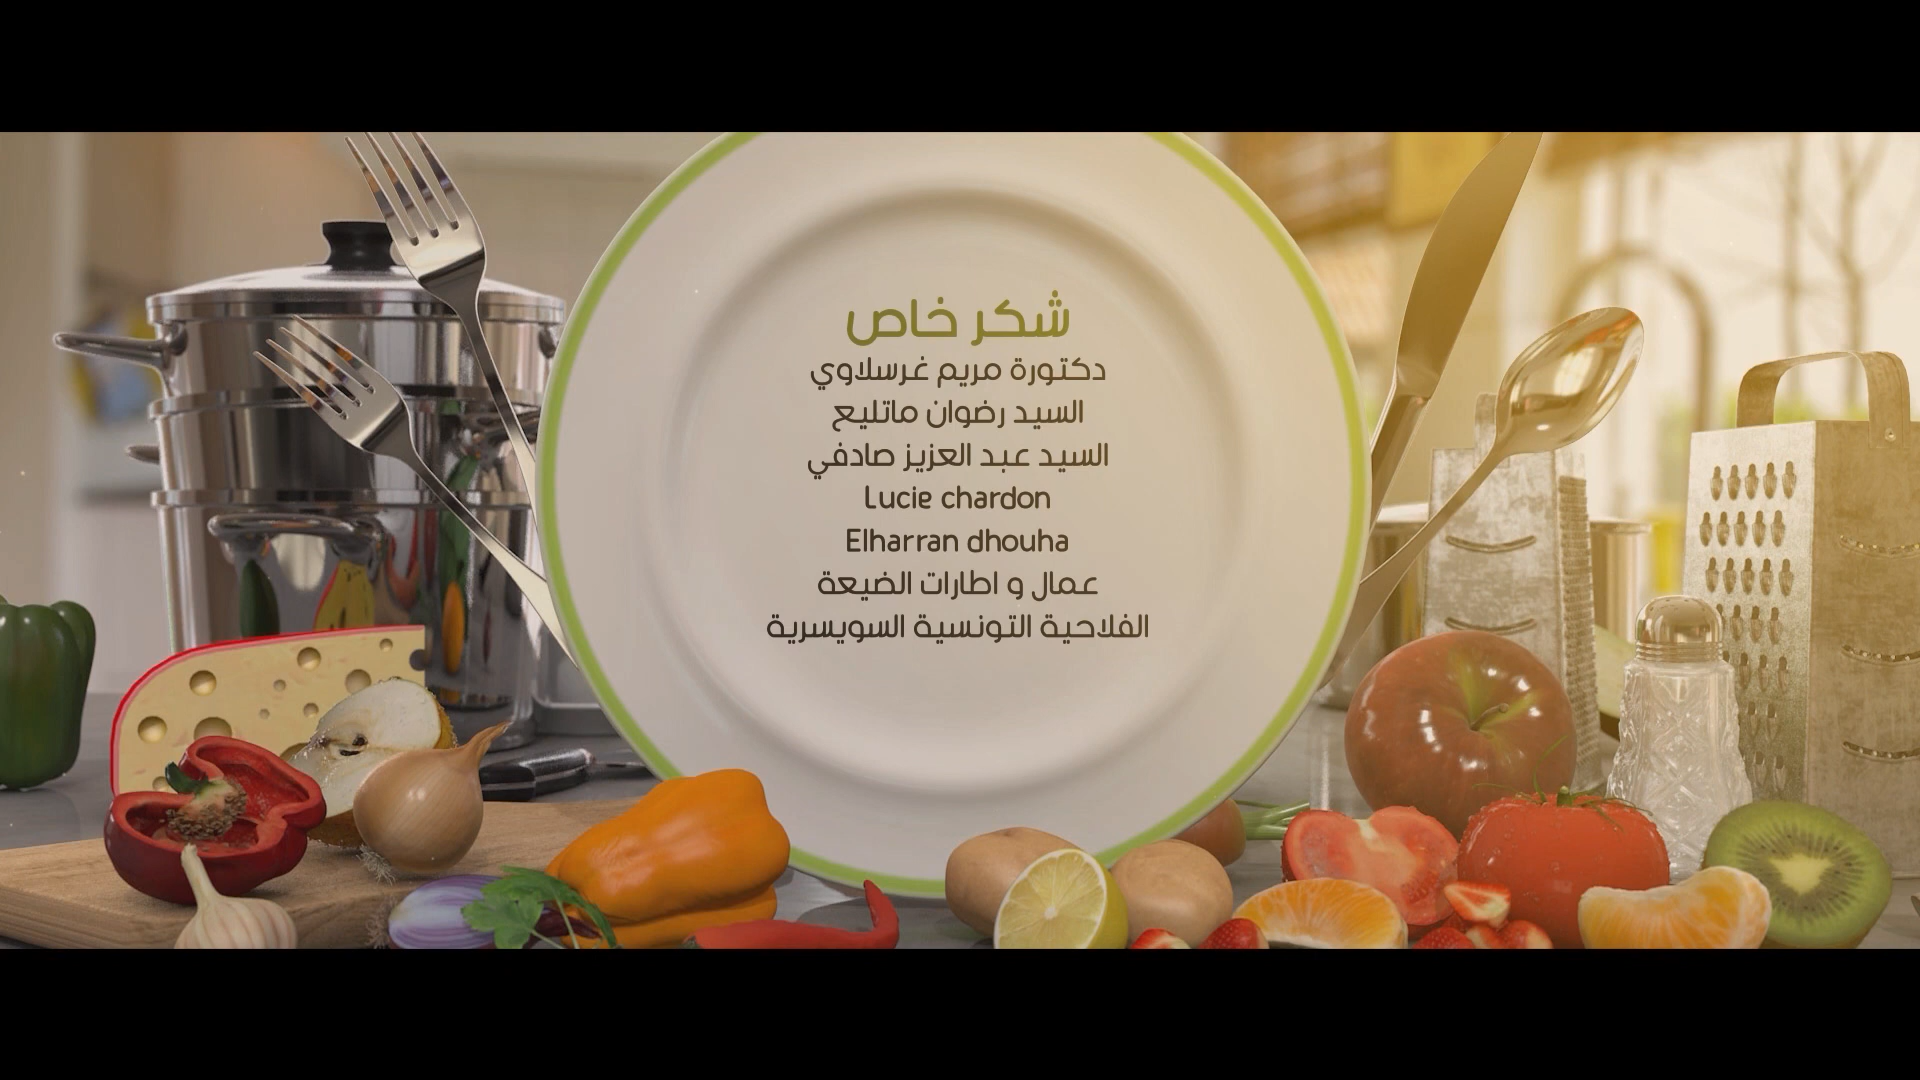 شكر خاص
دكتورة مريم غرسلاوي
السيد رضوان ماتليع
السيد عبد العزيز صادفي
Lucie chardon
Elharran dhouha
عمال و اطارات الضيعة
الفلاحية التونسية السويسرية